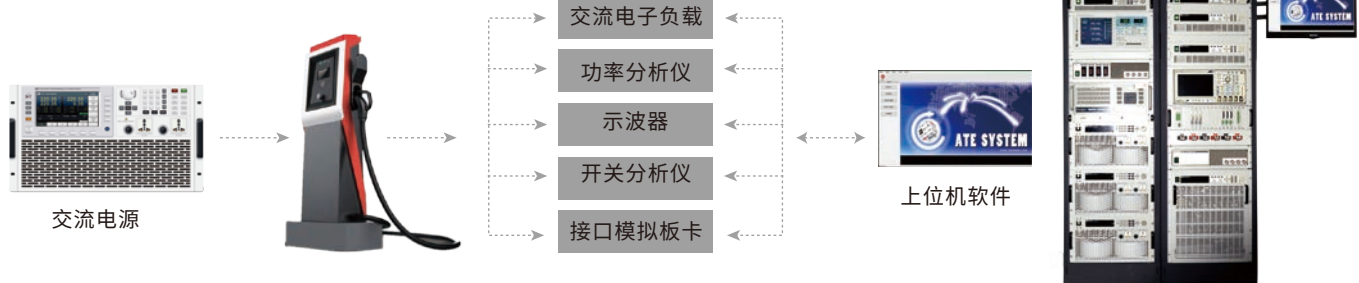 交流电源
交流电子负载
功率分析仪
示波器
开关分析仪
接口模拟板卡
ATE SYSTEM
上位机软件
ATE SYSTEM